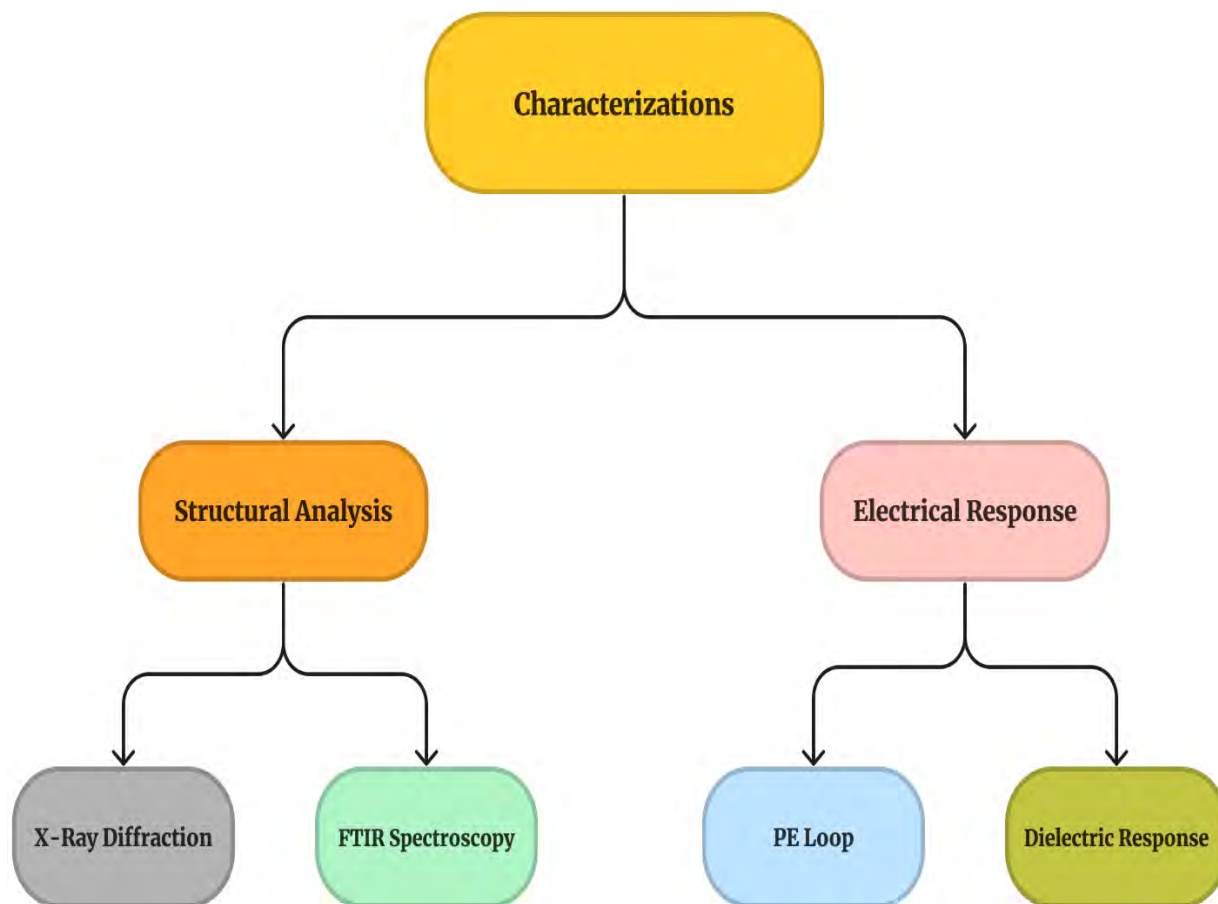 Characterizations
Structural Analysis
Electrical Response
X-Ray Diffraction
FTIR Spectroscopy
PE Loop
Dielectric Response